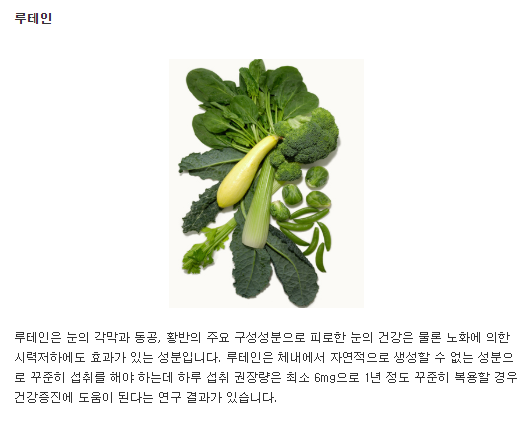 루테인
루테인은 눈의 각막과 동공, 황반의 주요 구성성분으로 피로한 눈의 건강은 물론 노화에 의한
시력저하에도 효과가 있는 성분입니다. 루테인은 체내에서 자연적으로 생성할 수 없는 성분으
로 꾸준히 섭취를 해야 하는데 하루 섭취 권장량은 최소 6mg으로 1년 정도 꾸준히 복용할 경우
건강증진에 도움이 된다는 연구 결과가 있습니다.